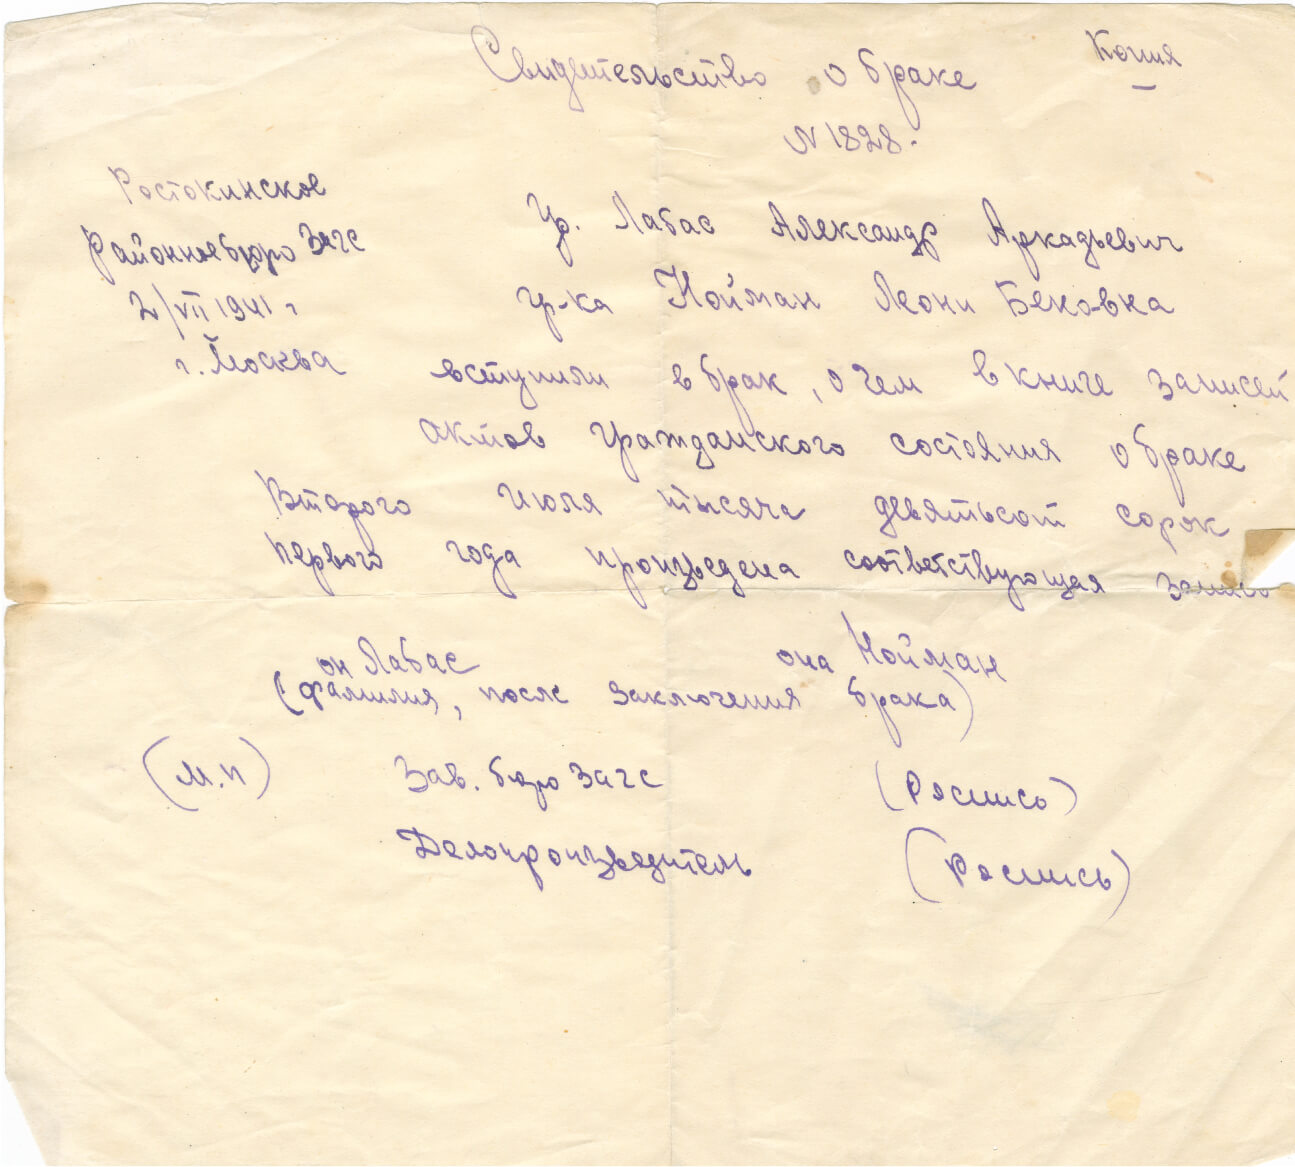 Копия
Свидетельство о браке
N 1828.
Ростокинское
Районное бюро Загс
2/VII 1941 г
г. Москва
Гр. Лабас Александр Аркадьевич
гр-ка Нойман Леони Бековна
вступили в брак, о чем в книге записей
актов гражданского состояния о браке
Второго июля тысяча девятьсот сорок
первого года произведена соответствующая запись
он Лабас она Нойман
(фамилия, после заключения брака)
(М.п) Зав. бюро Загс (Роспись)
Делопроизводитель (Роспись)